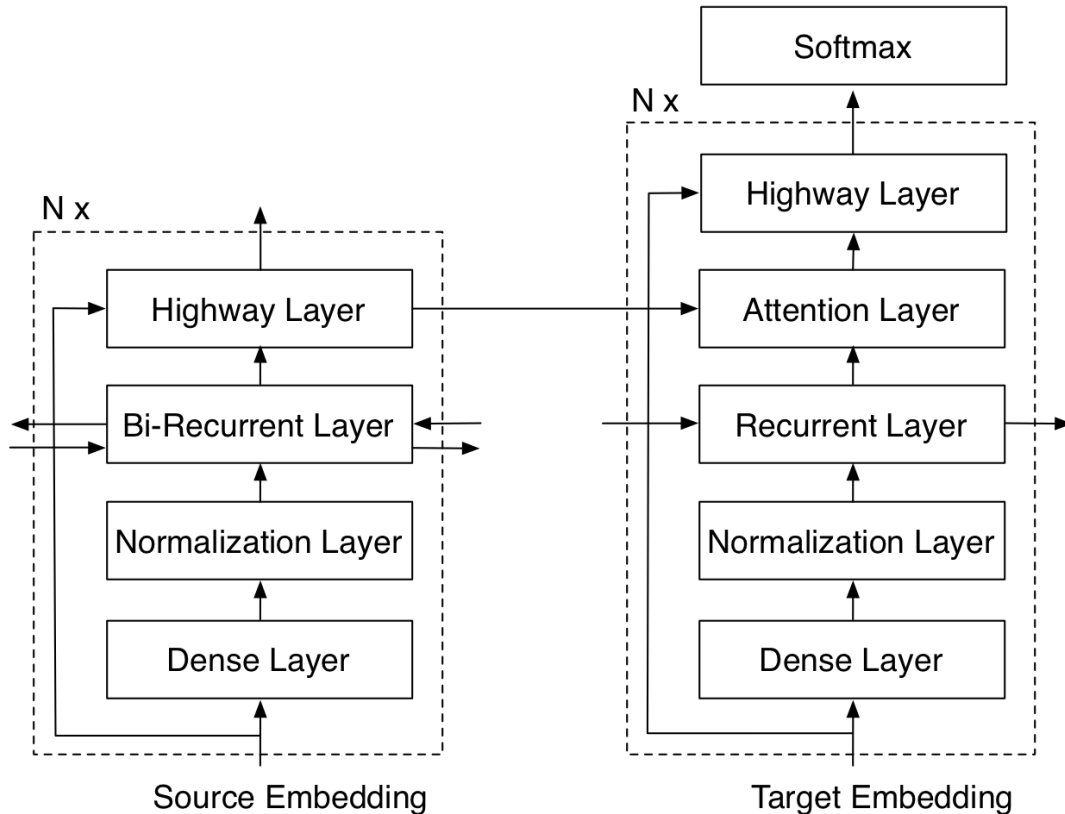 Softmax
N x
Highway Layer
N x
Highway Layer
Attention Layer
Bi-Recurrent Layer
Recurrent Layer
Normalization Layer
Normalization Layer
Dense Layer
Dense Layer
Source Embedding
Target Embedding